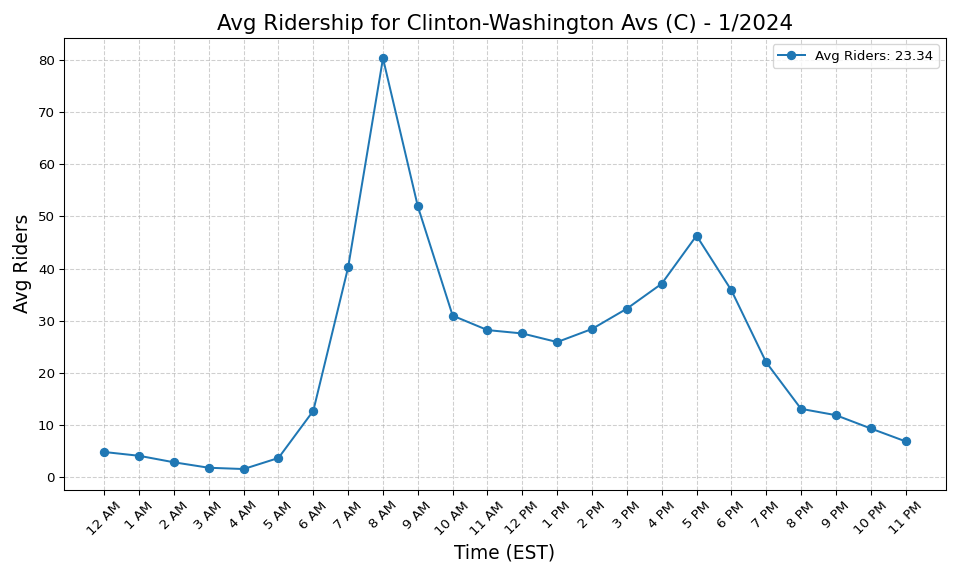 Avg Ridership for Clinton-Washington Avs (C) - 1/2024
Avg Riders: 23.34
80
70
60
50
40
30
20
10
0
Avg Riders
12 AM
1 AM
2 AM
3 AM
4 AM
5 AM
6 AM
7 AM
8 AM
9 AM
10 AM
11 AM
12 PM
1 PM
2 PM
3 PM
4 PM
5 PM
6 PM
7 PM
8 PM
9 PM
10 PM
11 PM
Time (EST)